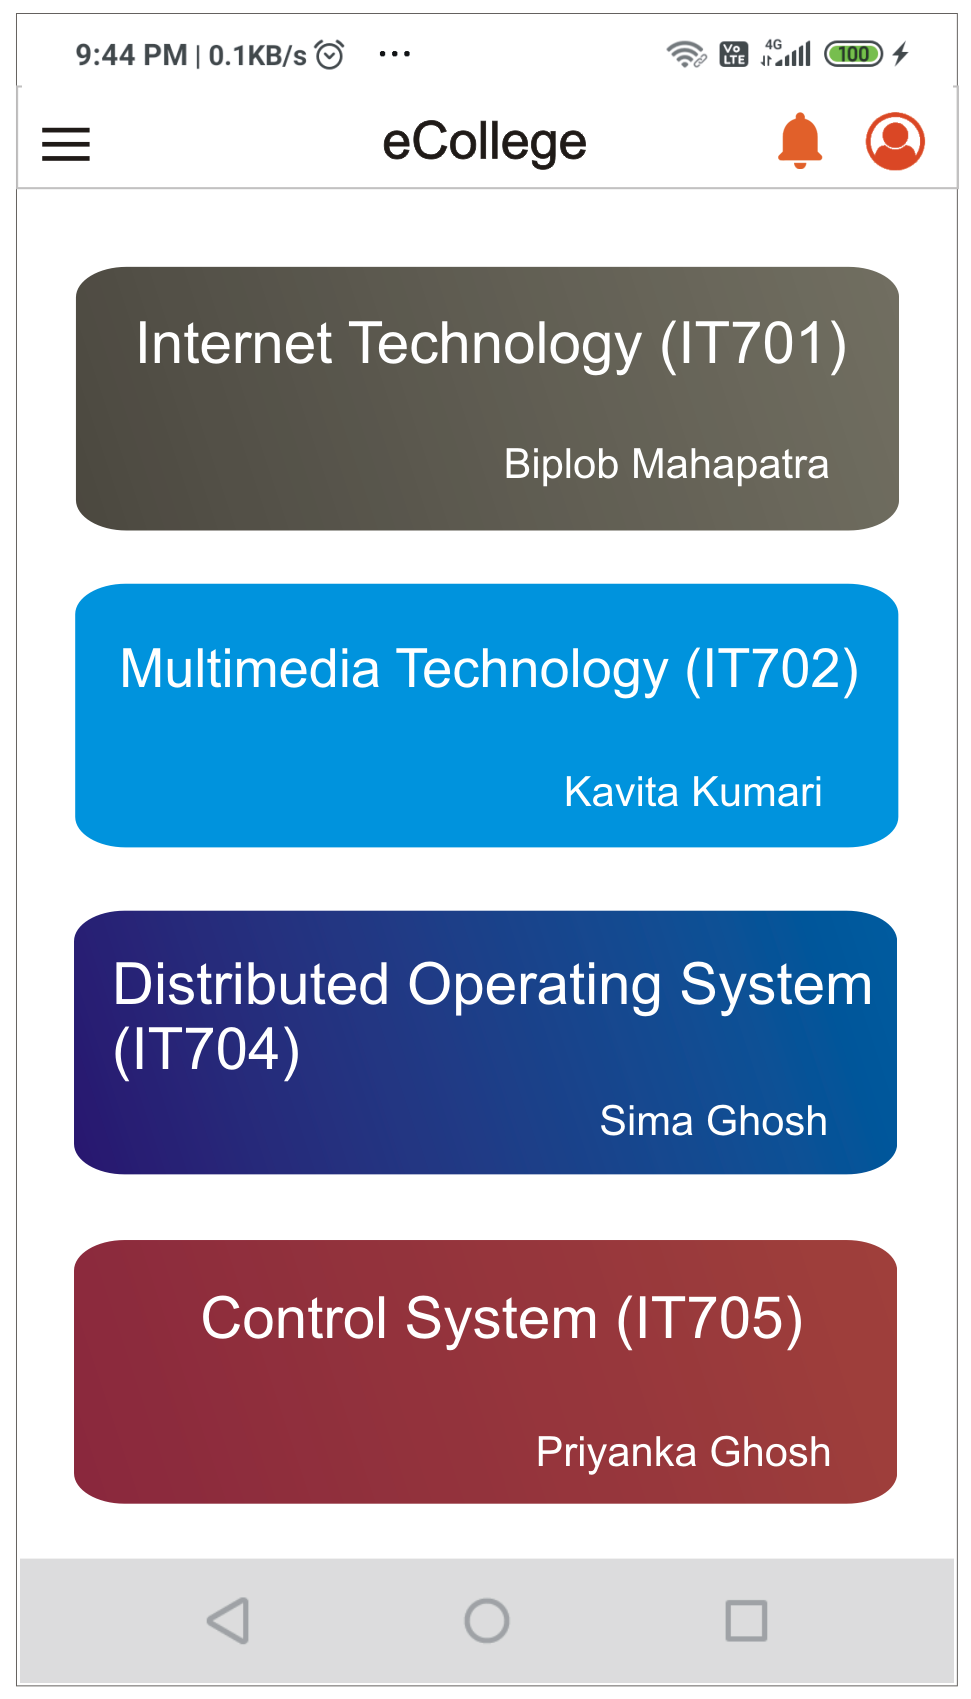 9:44 PM | 0.1KB/s ... Vo LTE 4G 100
eCollege
Internet Technology (IT701)
Biplob Mahapatra
Multimedia Technology (IT702)
Kavita Kumari
Distributed Operating System
(IT704)
Sima Ghosh
Control System (IT705)
Priyanka Ghosh